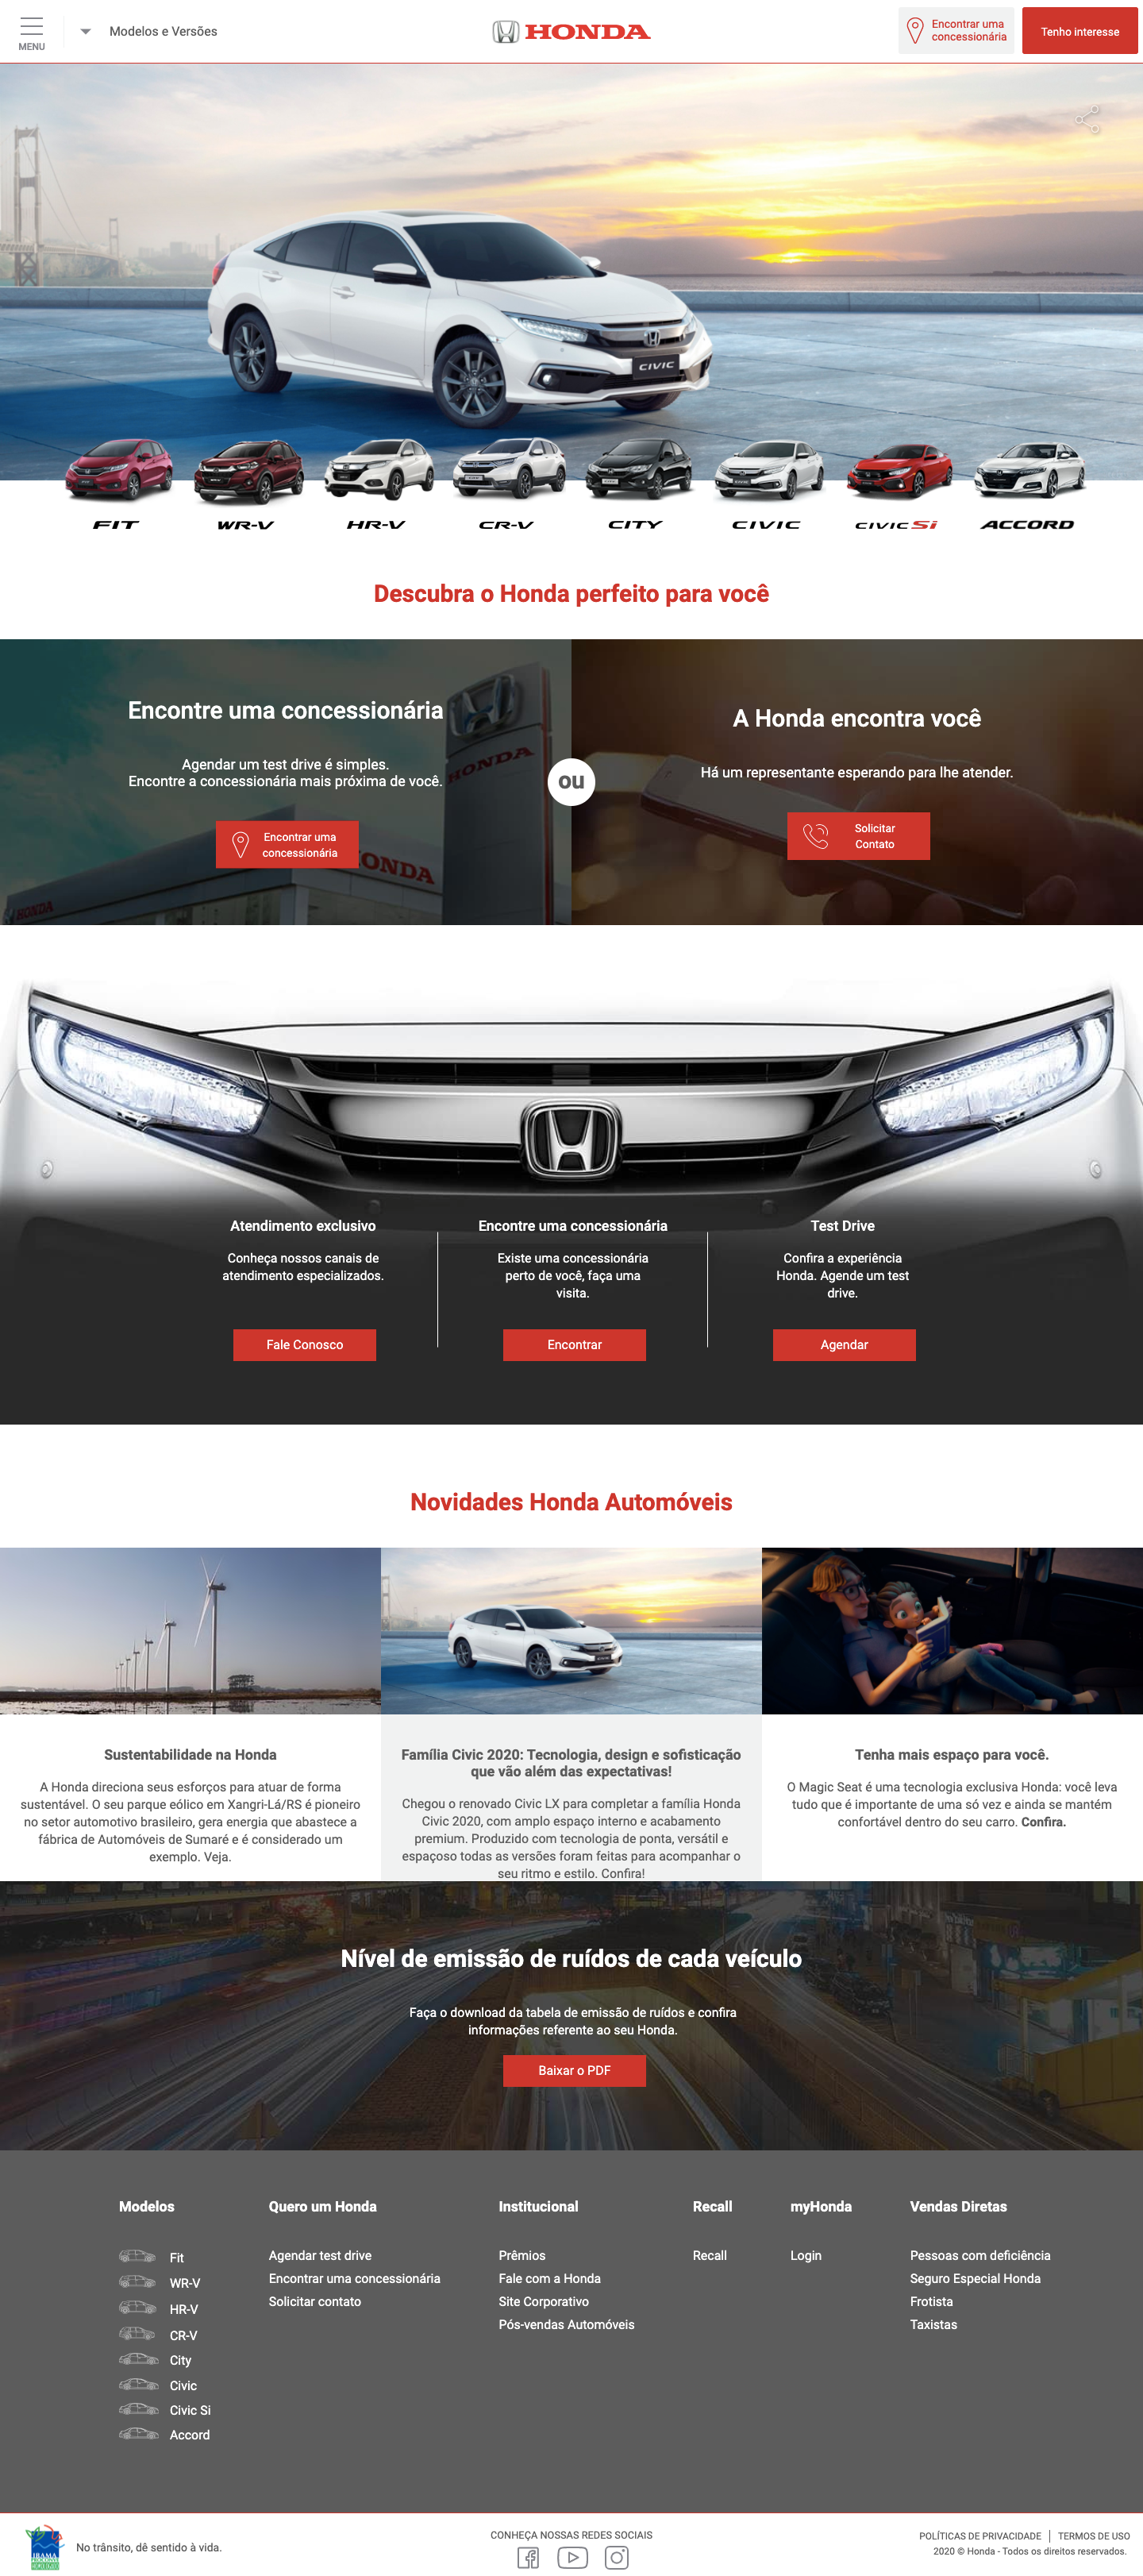 MENU
Modelos e Versões
HONDA
Encontrar uma
concessionária
Tenho interesse
CIVIC
FIT
WR-V
HR-V
CR-V
CITY
CIVIC
CIVIC Si
ACCORD
Descubra o Honda perfeito para você
Encontre uma concessionária
Agendar um test drive é simples.
Encontre a concessionária mais próxima de você.
Encontrar uma
concessionária
HONDA
HONDA
HONDA
ou
A Honda encontra você
Há um representante esperando para lhe atender.
Solicitar
Contato
Atendimento exclusivo
Conheça nossos canais de
atendimento especializados.
Fale Conosco
Encontre uma concessionária
Existe uma concessionária
perto de você, faça uma
visita.
Encontrar
Test Drive
Confira a experiência
Honda. Agende um test
drive.
Agendar
Novidades Honda Automóveis
Sustentabilidade na Honda
A Honda direciona seus esforços para atuar de forma
sustentável. O seu parque eólico em Xangri-Lá/RS é pioneiro
no setor automotivo brasileiro, gera energia que abastece a
fábrica de Automóveis de Sumaré e é considerado um
exemplo. Veja.
Família Civic 2020: Tecnologia, design e sofisticação
que vão além das expectativas!
Chegou o renovado Civic LX para completar a família Honda
Civic 2020, com amplo espaço interno e acabamento
premium. Produzido com tecnologia de ponta, versátil e
espaçoso todas as versões foram feitas para acompanhar o
seu ritmo e estilo. Confira!
Tenha mais espaço para você.
O Magic Seat é uma tecnologia exclusiva Honda: você leva
tudo que é importante de uma só vez e ainda se mantém
confortável dentro do seu carro. Confira.
Nível de emissão de ruídos de cada veículo
Faça o download da tabela de emissão de ruídos e confira
informações referente ao seu Honda.
Baixar o PDF
Modelos
Fit
WR-V
HR-V
CR-V
City
Civic
Civic Si
Accord
Quero um Honda
Agendar test drive
Encontrar uma concessionária
Solicitar contato
Institucional
Prêmios
Fale com a Honda
Site Corporativo
Pós-vendas Automóveis
Recall
Recall
myHonda
Login
Vendas Diretas
Pessoas com deficiência
Seguro Especial Honda
Frotista
Taxistas
IBAMA
No trânsito, dê sentido à vida.
CONHEÇA NOSSAS REDES SOCIAIS
POLÍTICAS DE PRIVACIDADE
TERMOS DE USO
2020 © Honda - Todos os direitos reservados.